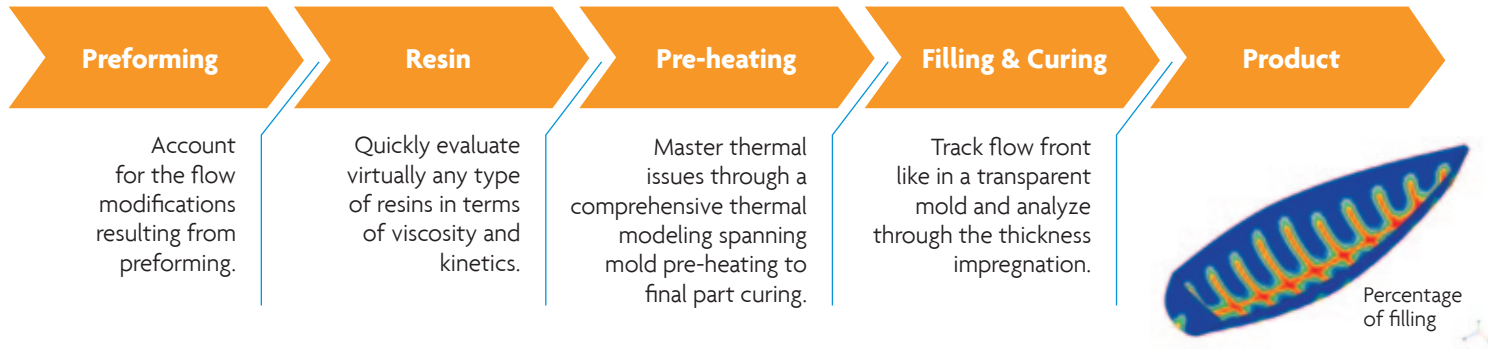 Preforming
Resin
Pre-heating
Filling & Curing
Product
Account
for the flow
modifications
resulting from
preforming.
Quickly evaluate
virtually any type
of resins in terms
of viscosity and
kinetics.
Master thermal
issues through a
comprehensive thermal
modeling spanning
mold pre-heating to
final part curing.
Track flow front
like in a transparent
mold and analyze
through the thickness
impregnation.
Percentage
of filling